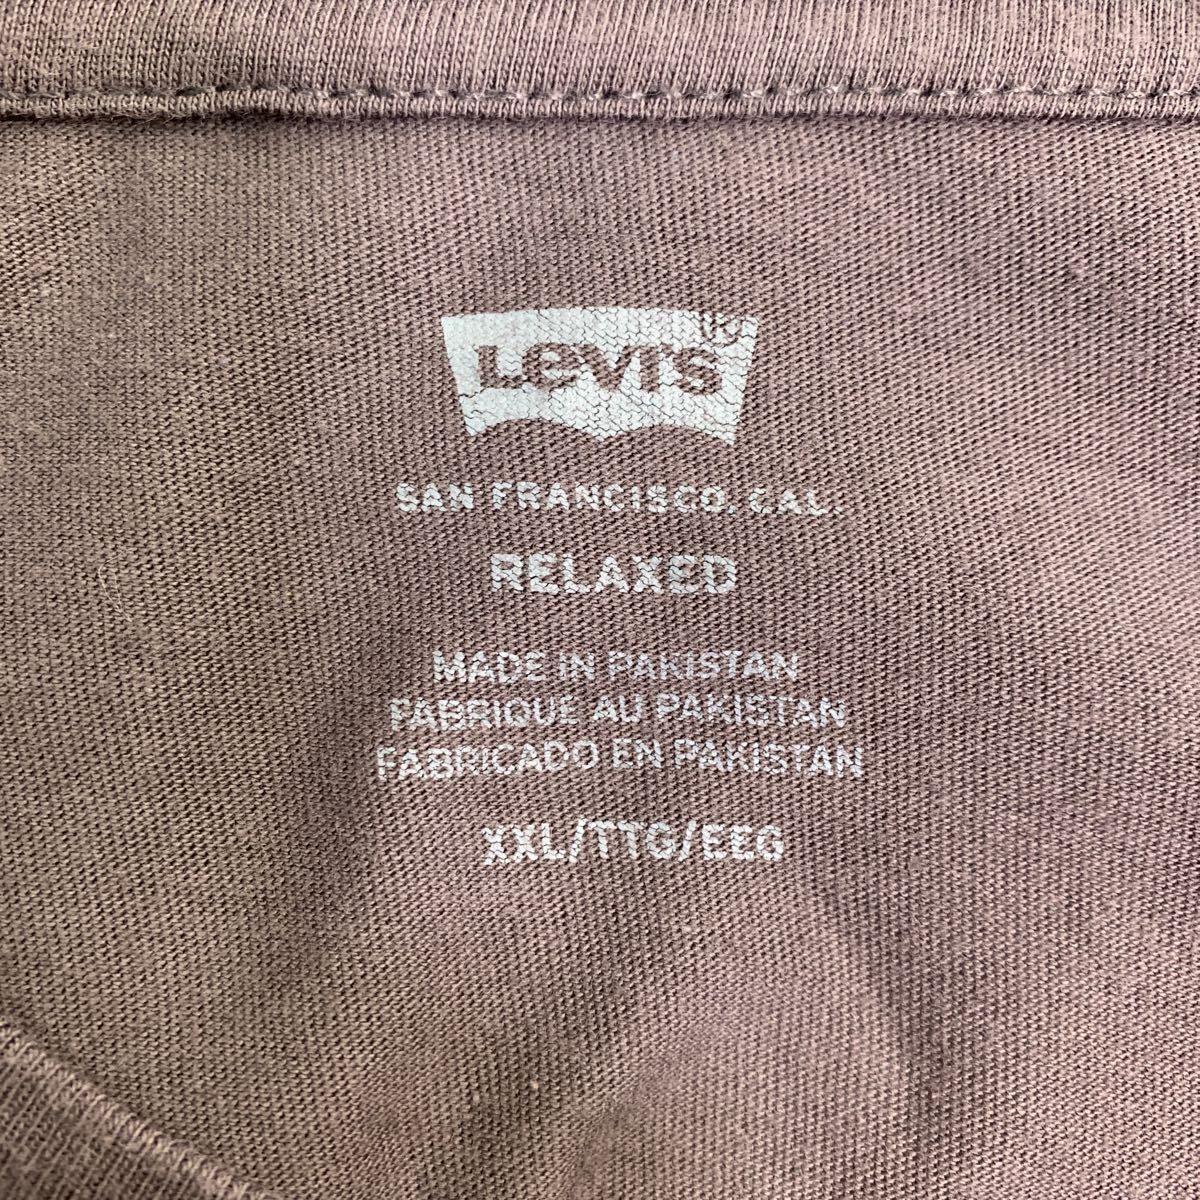 Levi's ®
SAN FRANCISCO, CAL.
RELAXED
MADE IN PAKISTAN
FABRIQUE AU PAKISTAN
FABRICADO EN PAKISTAN
XXL/TTG/EEG